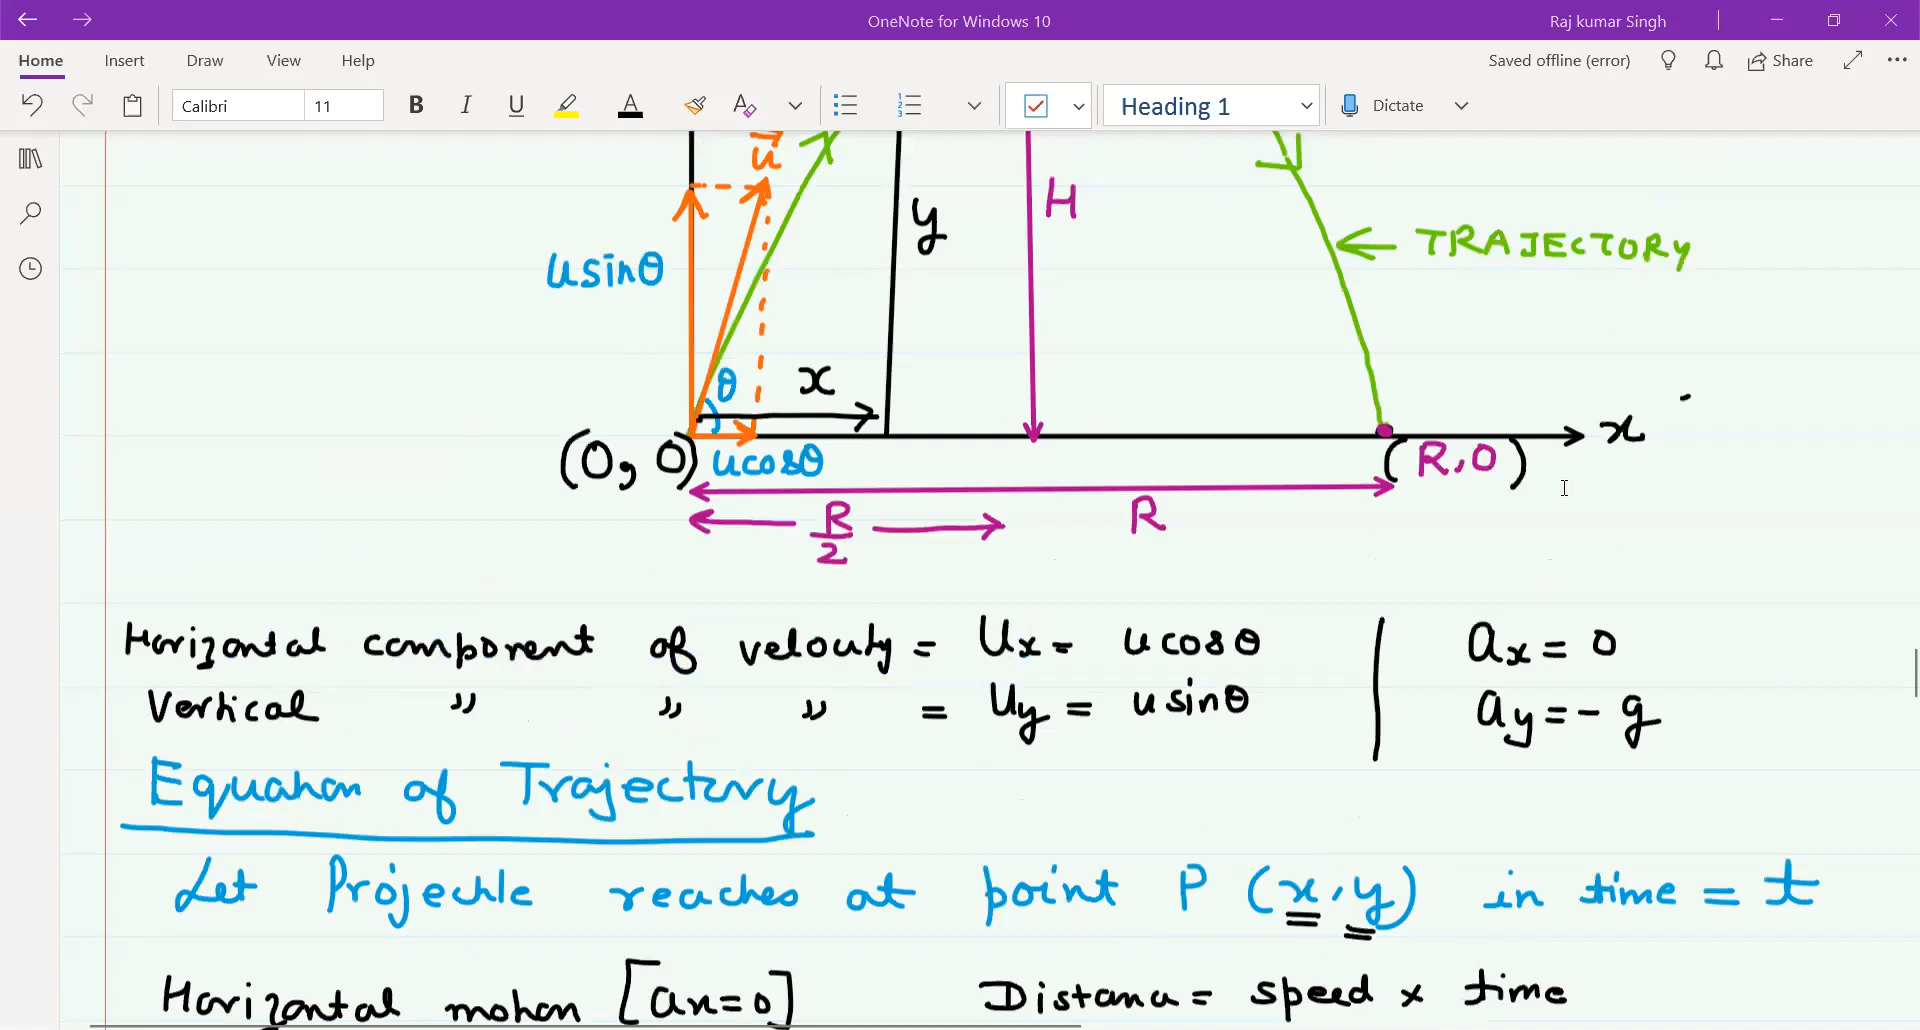 OneNote for Windows 10
Raj kumar Singh
Home Insert Draw View Help
Saved offline (error)
Share
Calibri 11
B I U A
Heading 1
Dictate
u
H
y
usinθ
TRAJECTORY
θ
x
x
(0, 0)
ucosθ
(R,0)
R/2
R
Horizontal component of velocity = Ux = ucosθ
ax = 0
Vertical " " " = Uy = usinθ
ay = - g
Equation of Trajectory
Let Projectile reaches at point P (x, y) in time = t
Horizontal motion [ax=0]
Distance = speed × time